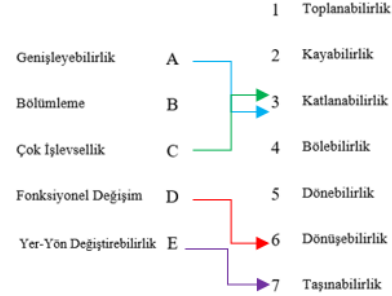 1 Toplanabilirlik
Genişleyebilirlik A 2 Kayabilirlik
Bölümleme B 3 Katlanabilirlik
Çok İşlevsellik C 4 Bölebilirlik
Fonksiyonel Değişim D 5 Dönebilirlik
Yer-Yön Değiştirebilirlik E 6 Dönüşebilirlik
7 Taşınabilirlik